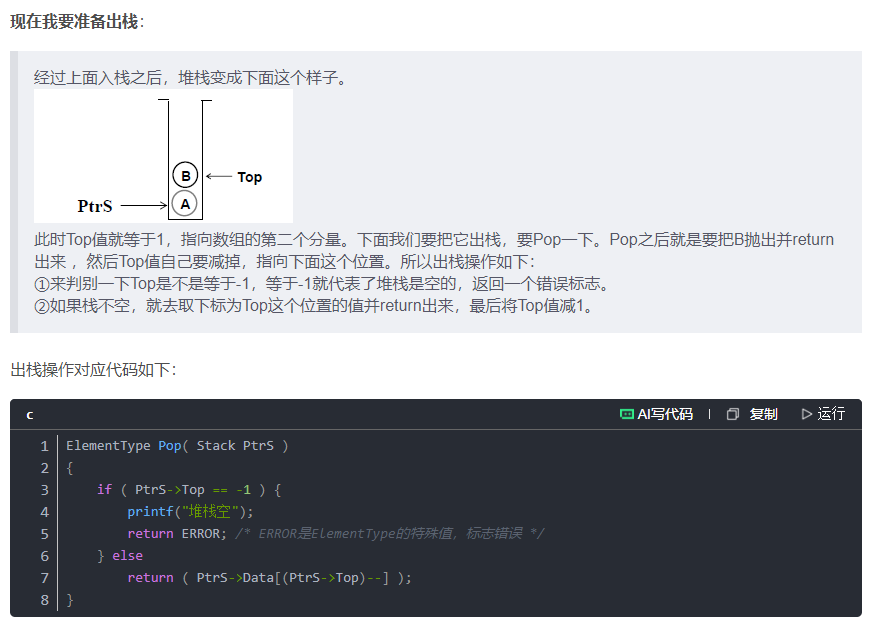 现在我要准备出栈：
经过上面入栈之后，堆栈变成下面这个样子。
B
Top
PtrS
A
此时Top值就等于1，指向数组的第二个分量。下面我们要把它出栈，要Pop一下。Pop之后就是要把B抛出并return
出来 ，然后Top值自己要减掉，指向下面这个位置。所以出栈操作如下：
①来判别一下Top是不是等于-1，等于-1就代表了堆栈是空的，返回一个错误标志。
②如果栈不空，就去取下标为Top这个位置的值并return出来，最后将Top值减1。
出栈操作对应代码如下：
c AI写代码 复制 运行
1 ElementType Pop( Stack PtrS )
2 {
3     if ( PtrS->Top == -1 ) {
4         printf("堆栈空");
5         return ERROR; /* ERROR是ElementType的特殊值，标志错误 */
6     } else
7         return ( PtrS->Data[(PtrS->Top)--] );
8 }